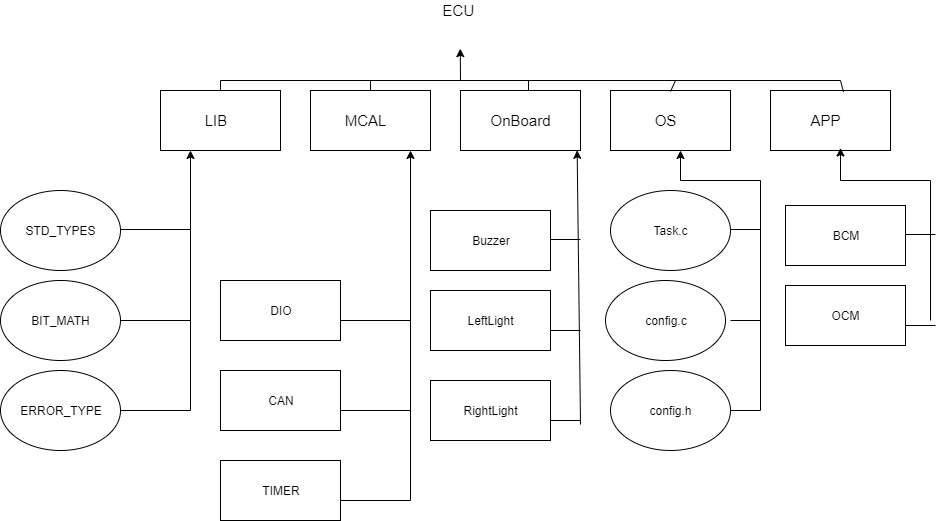 ECU
LIB
MCAL
OnBoard
OS
APP
STD_TYPES
BIT_MATH
ERROR_TYPE
DIO
CAN
TIMER
Buzzer
LeftLight
RightLight
Task.c
config.c
config.h
BCM
OCM